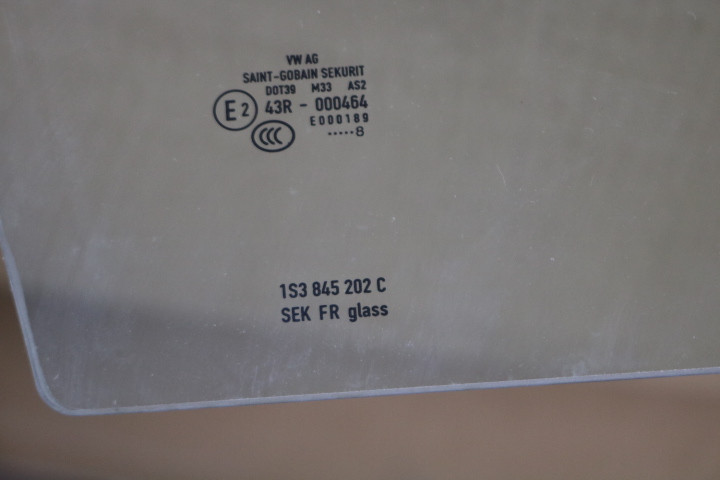 VW AG
SAINT-GOBAIN SEKURIT
DOT39 M33 AS2
E2 43R - 000464
E000189
CCC
.....8
1S3 845 202 C
SEK FR glass